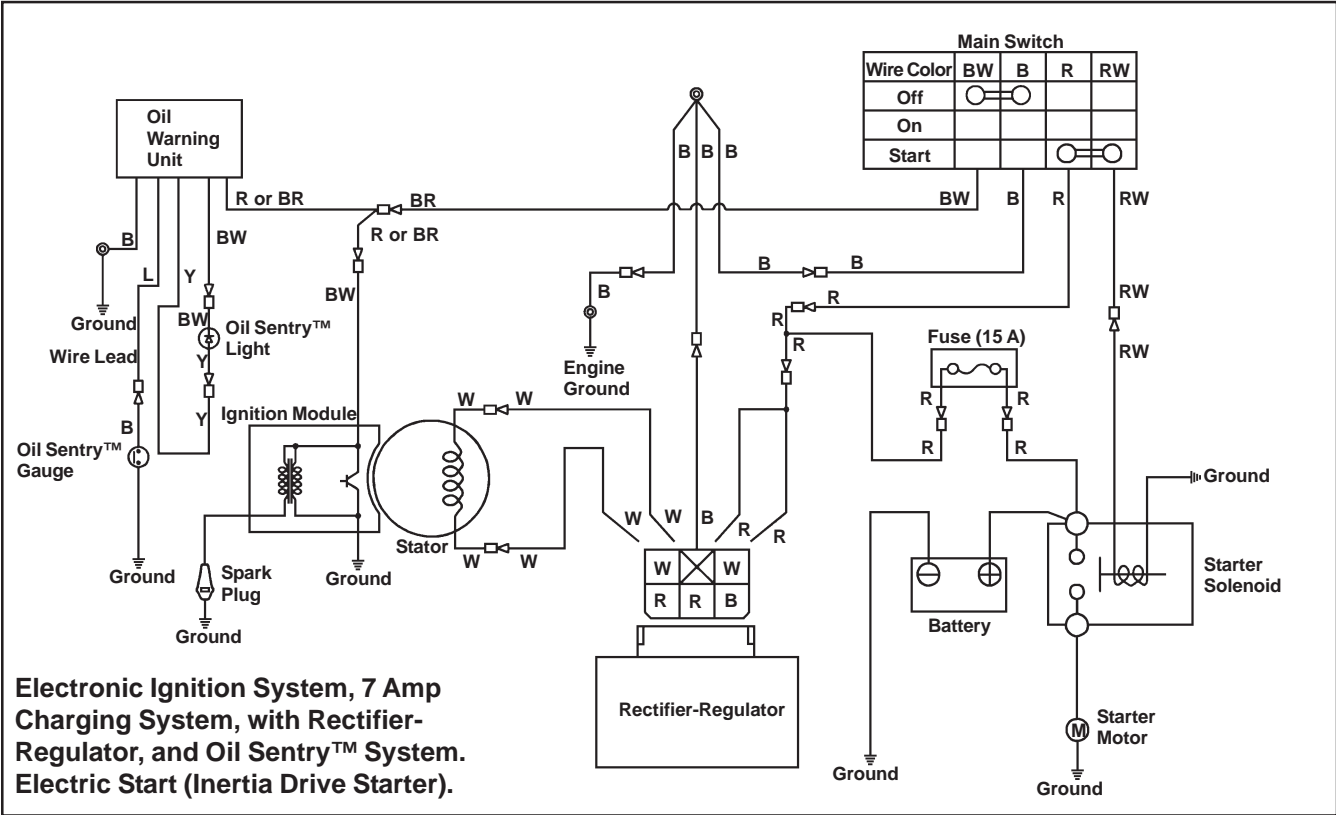 Main Switch
Wire Color BW B R RW
Off
On
Start
Oil
Warning
Unit
B B B
R or BR BR BW B R RW
R or BR
B BW
L Y
B B
BW
B
R
RW
Ground
BW
Oil Sentry™
Light
Wire Lead
Y
R
R
Fuse (15 A)
RW
Engine
Ground
Ignition Module
W W
R R
B
Y
Oil Sentry™
Gauge
R R
Ground
W W B R R
Stator
W W
Ground
Spark
Plug
Ground
Ground
W W
R R B
Starter
Solenoid
Battery
Rectifier-Regulator
Electronic Ignition System, 7 Amp
Charging System, with Rectifier-
Regulator, and Oil Sentry™ System.
Electric Start (Inertia Drive Starter).
M
Starter
Motor
Ground
Ground